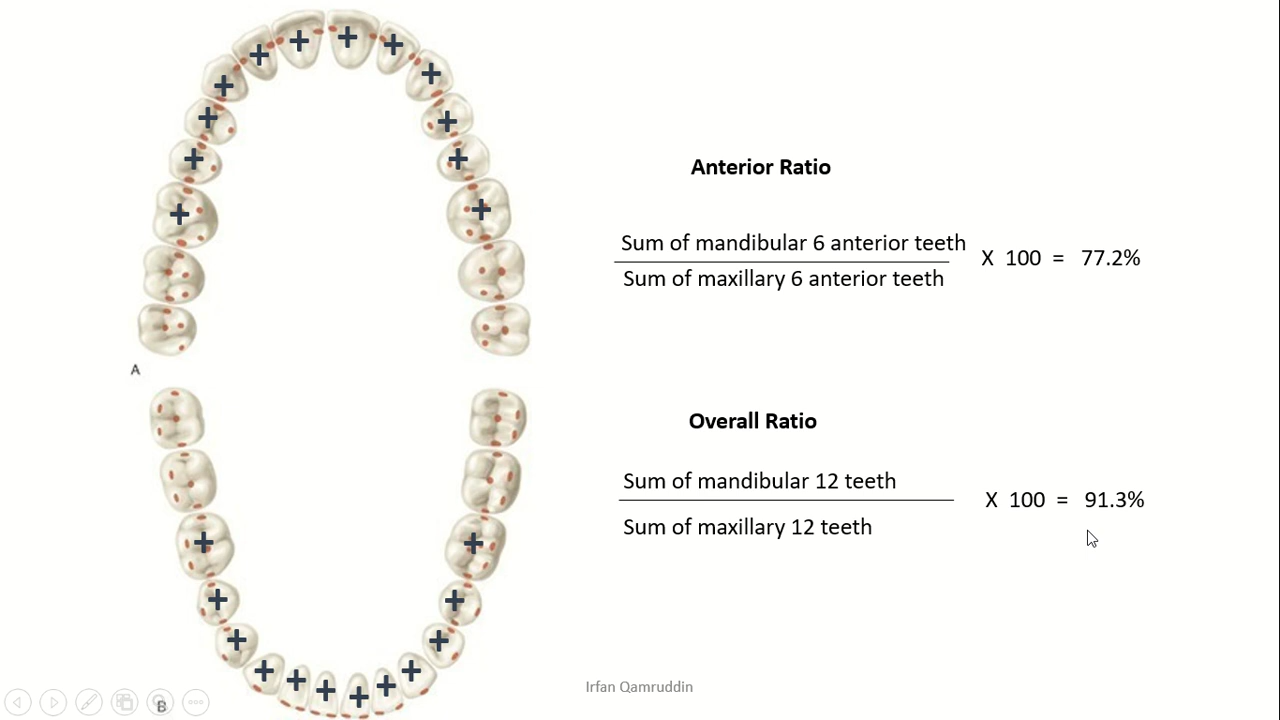 Anterior Ratio
Sum of mandibular 6 anterior teeth
X 100 = 77.2%
Sum of maxillary 6 anterior teeth
A
Overall Ratio
Sum of mandibular 12 teeth
X 100 = 91.3%
Sum of maxillary 12 teeth
Irfan Qamruddin
B